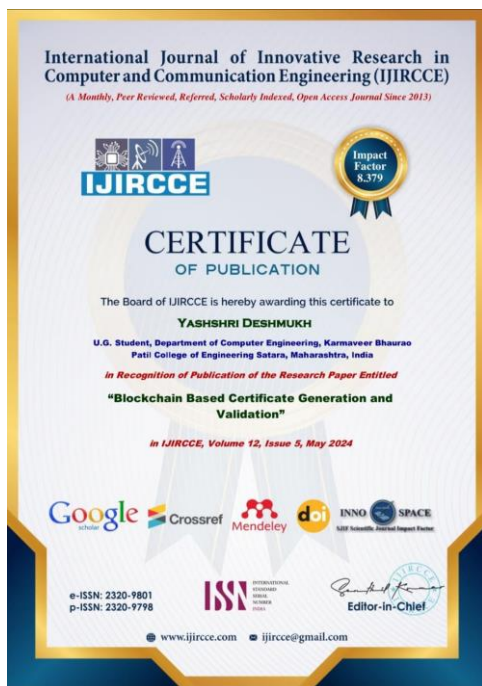 International Journal of Innovative Research in
Computer and Communication Engineering (IJIRCCE)
(A Monthly, Peer Reviewed, Referred, Scholarly Indexed, Open Access Journal Since 2013)
IJIRCCE
Impact
Factor
8.379
CERTIFICATE
OF PUBLICATION
The Board of IJIRCCE is hereby awarding this certificate to
YASHSHRI DESHMUKH
U.G. Student, Department of Computer Engineering, Karmaveer Bhaurao
Patil College of Engineering Satara, Maharashtra, India
in Recognition of Publication of the Research Paper Entitled
“Blockchain Based Certificate Generation and
Validation”
in IJIRCCE, Volume 12, Issue 5, May 2024
Google
scholar
Crossref
Mendeley
doi
INNO SPACE
SJIF Scientific Journal Impact Factor
e-ISSN: 2320-9801
p-ISSN: 2320-9798
ISSN
INTERNATIONAL
STANDARD
SERIAL
NUMBER
INDIA
IJIRCCE
Editor-in-Chief
www.ijircce.com ijircce@gmail.com